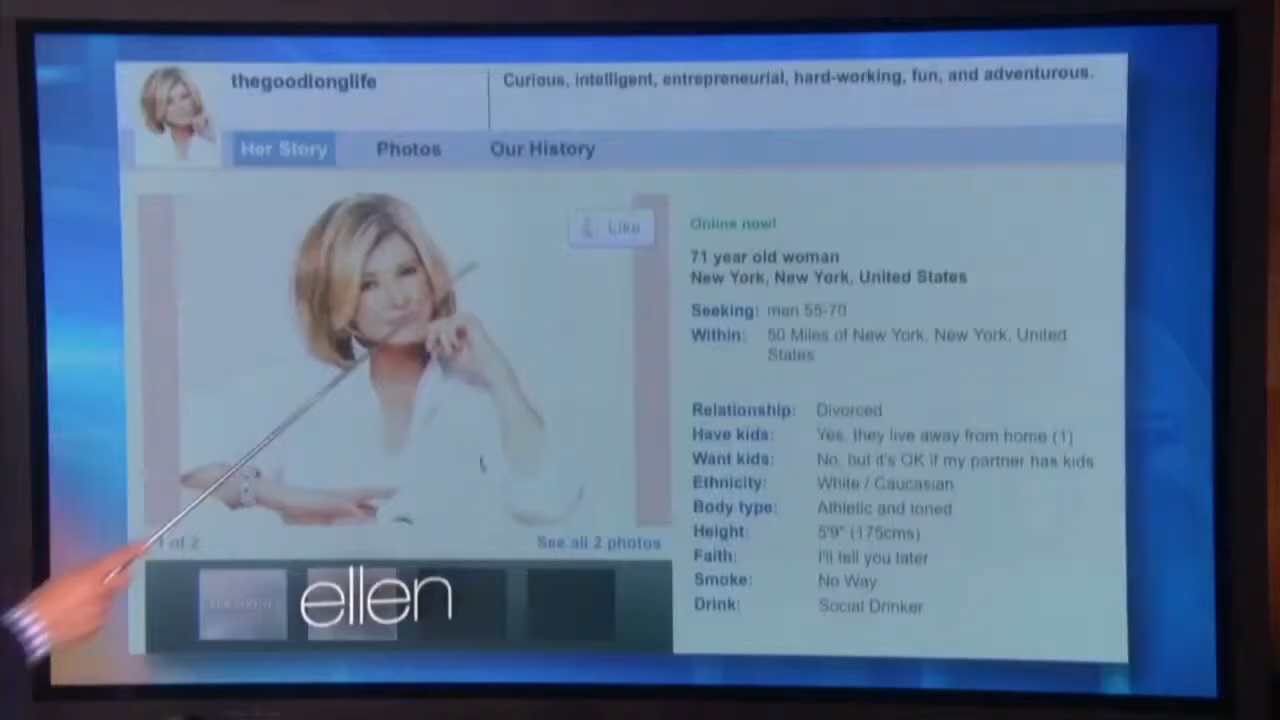 thegoodlonglife
Curious, intelligent, entrepreneurial, hard-working, fun, and adventurous.
Her Story
Photos
Our History
Like
Online now!
71 year old woman
New York, New York, United States
Seeking: men 55-70
Within: 50 Miles of New York, New York, United
States
Relationship: Divorced
Have kids: Yes, they live away from home (1)
Want kids: No, but it's OK if my partner has kids
Ethnicity: White / Caucasian
Body type: Athletic and toned
Height: 5'9" (175cms)
Faith: I'll tell you later
Smoke: No Way
Drink: Social Drinker
1 of 2
See all 2 photos
ellen